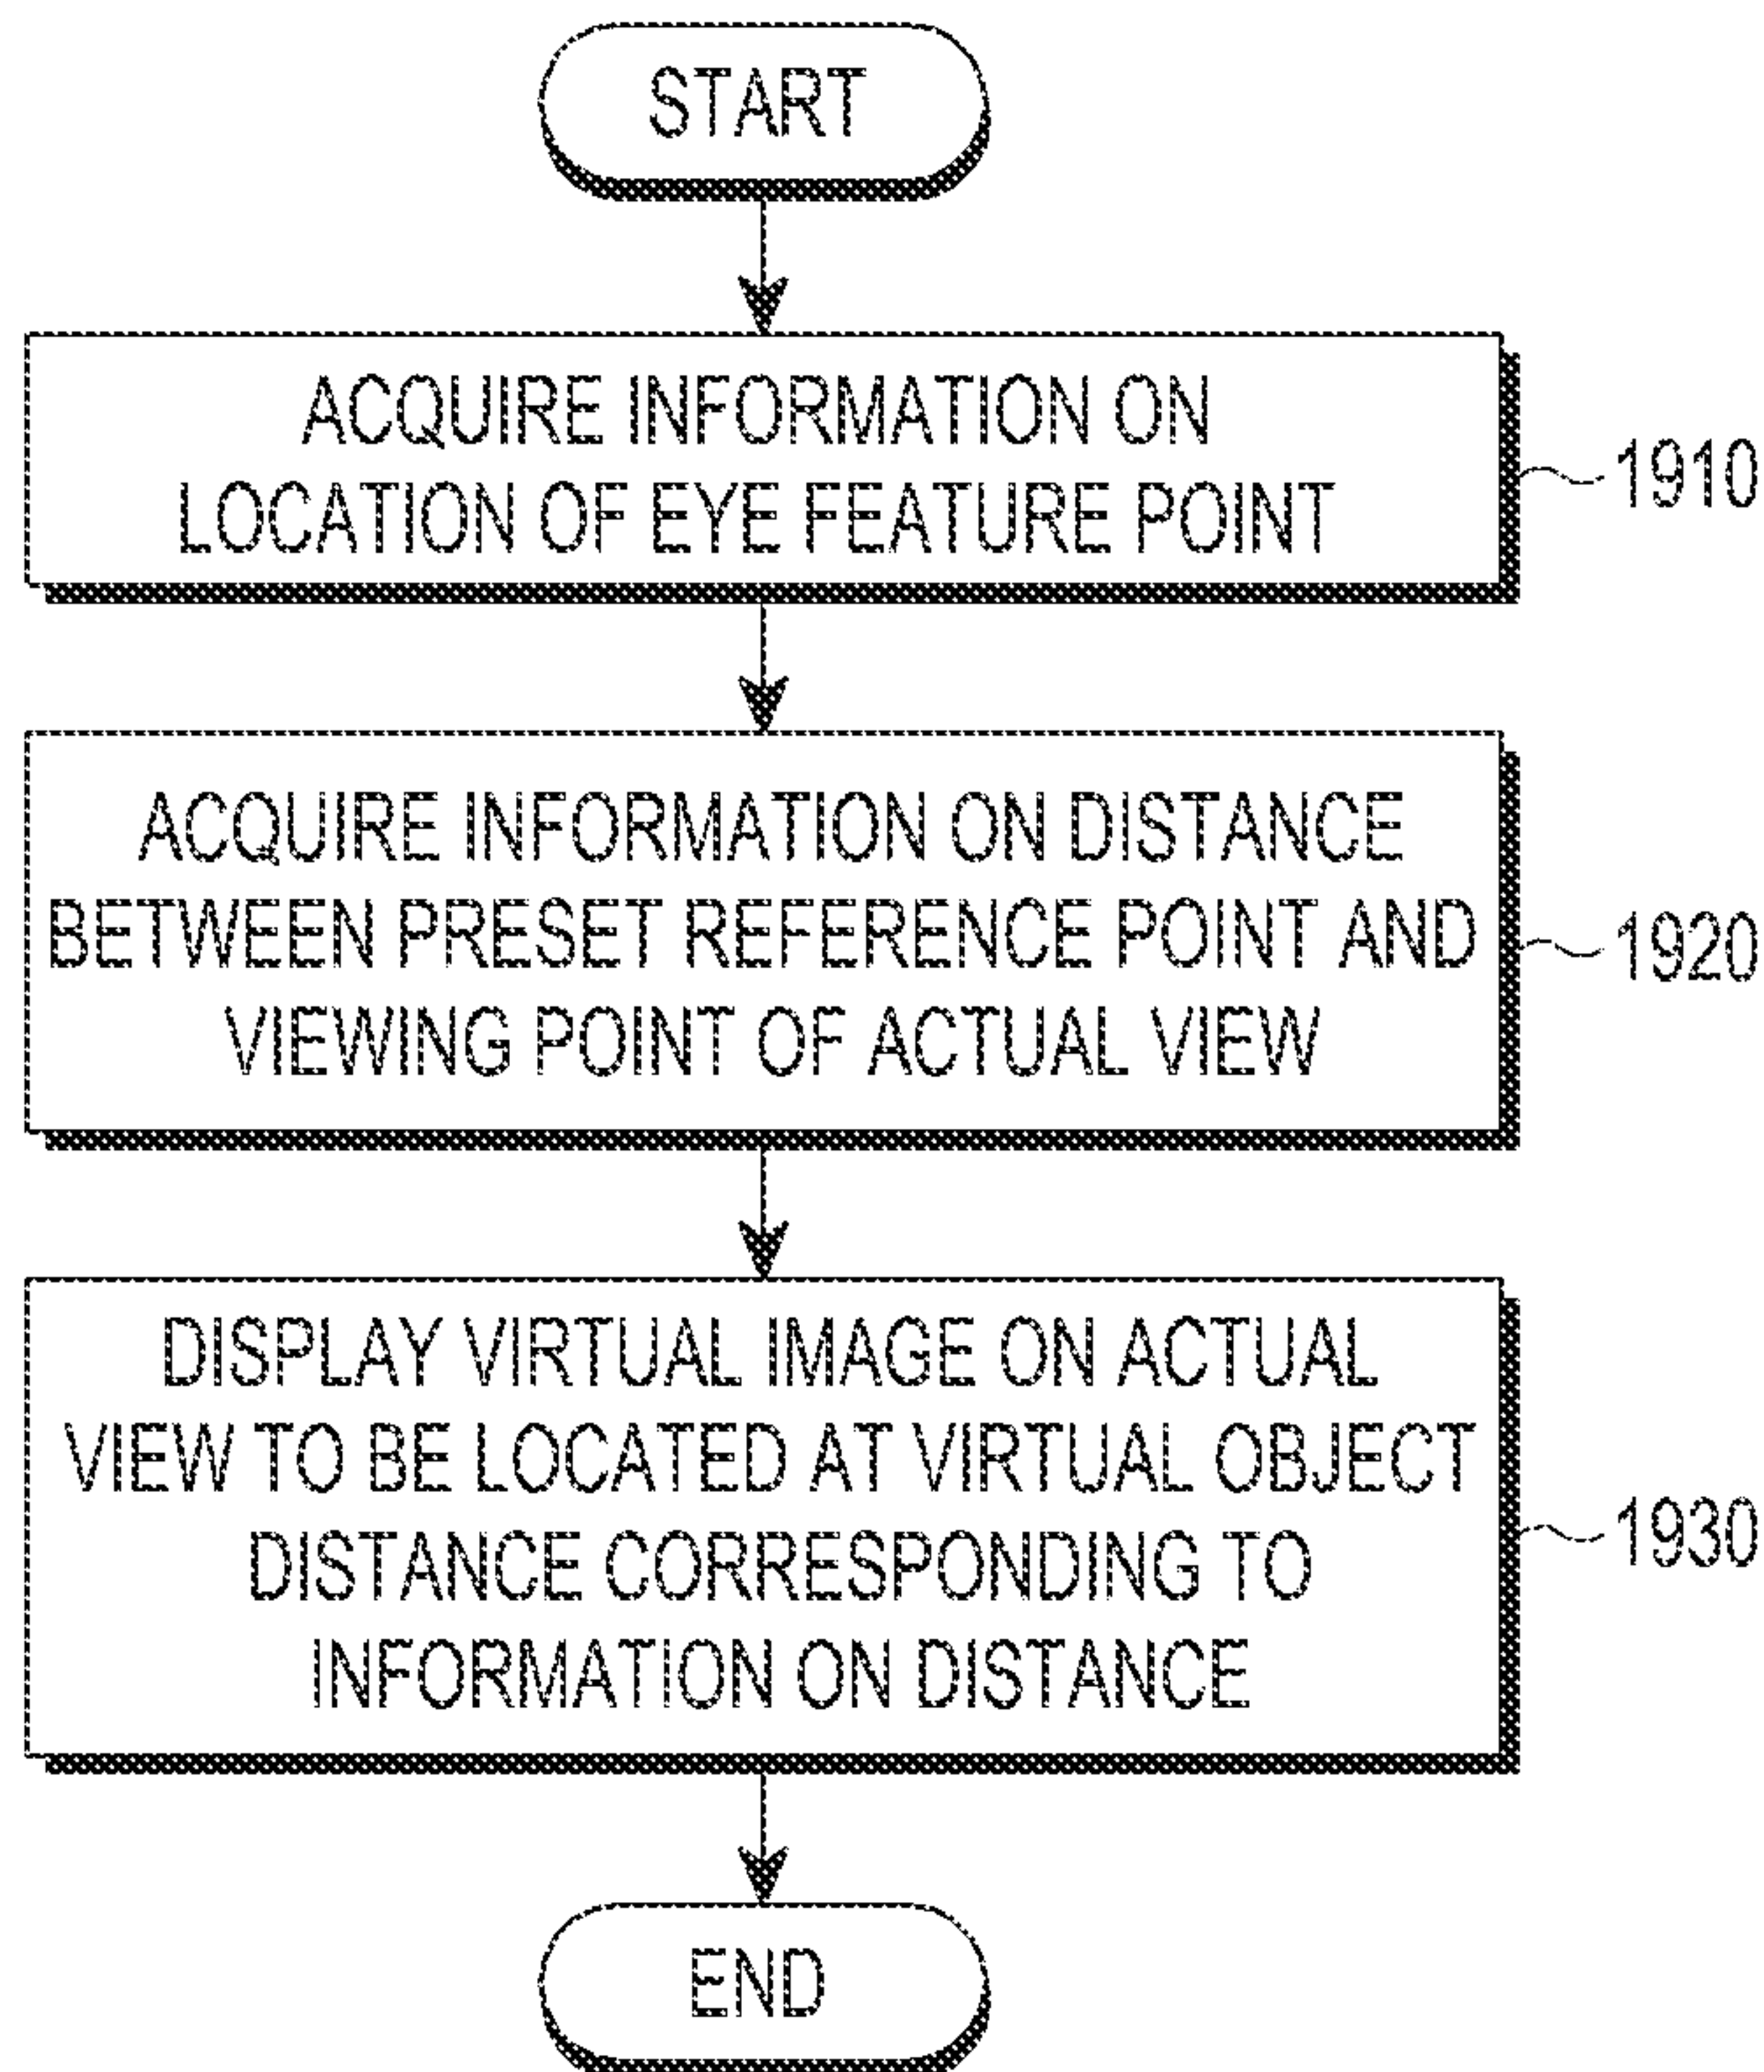 START
ACQUIRE INFORMATION ON
LOCATION OF EYE FEATURE POINT
1910
ACQUIRE INFORMATION ON DISTANCE
BETWEEN PRESET REFERENCE POINT AND
VIEWING POINT OF ACTUAL VIEW
1920
DISPLAY VIRTUAL IMAGE ON ACTUAL
VIEW TO BE LOCATED AT VIRTUAL OBJECT
DISTANCE CORRESPONDING TO
INFORMATION ON DISTANCE
1930
END